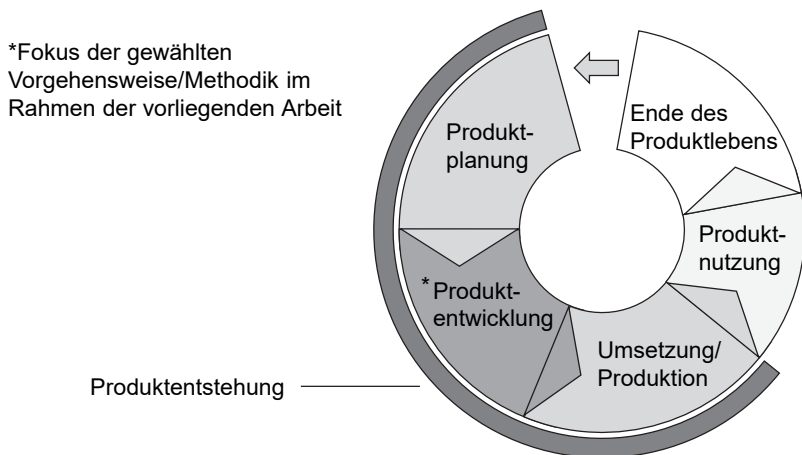 *Fokus der gewählten
Vorgehensweise/Methodik im
Rahmen der vorliegenden Arbeit
Produkt-
planung
Ende des
Produktlebens
Produkt-
nutzung
*Produkt-
entwicklung
Umsetzung/
Produktion
Produktentstehung